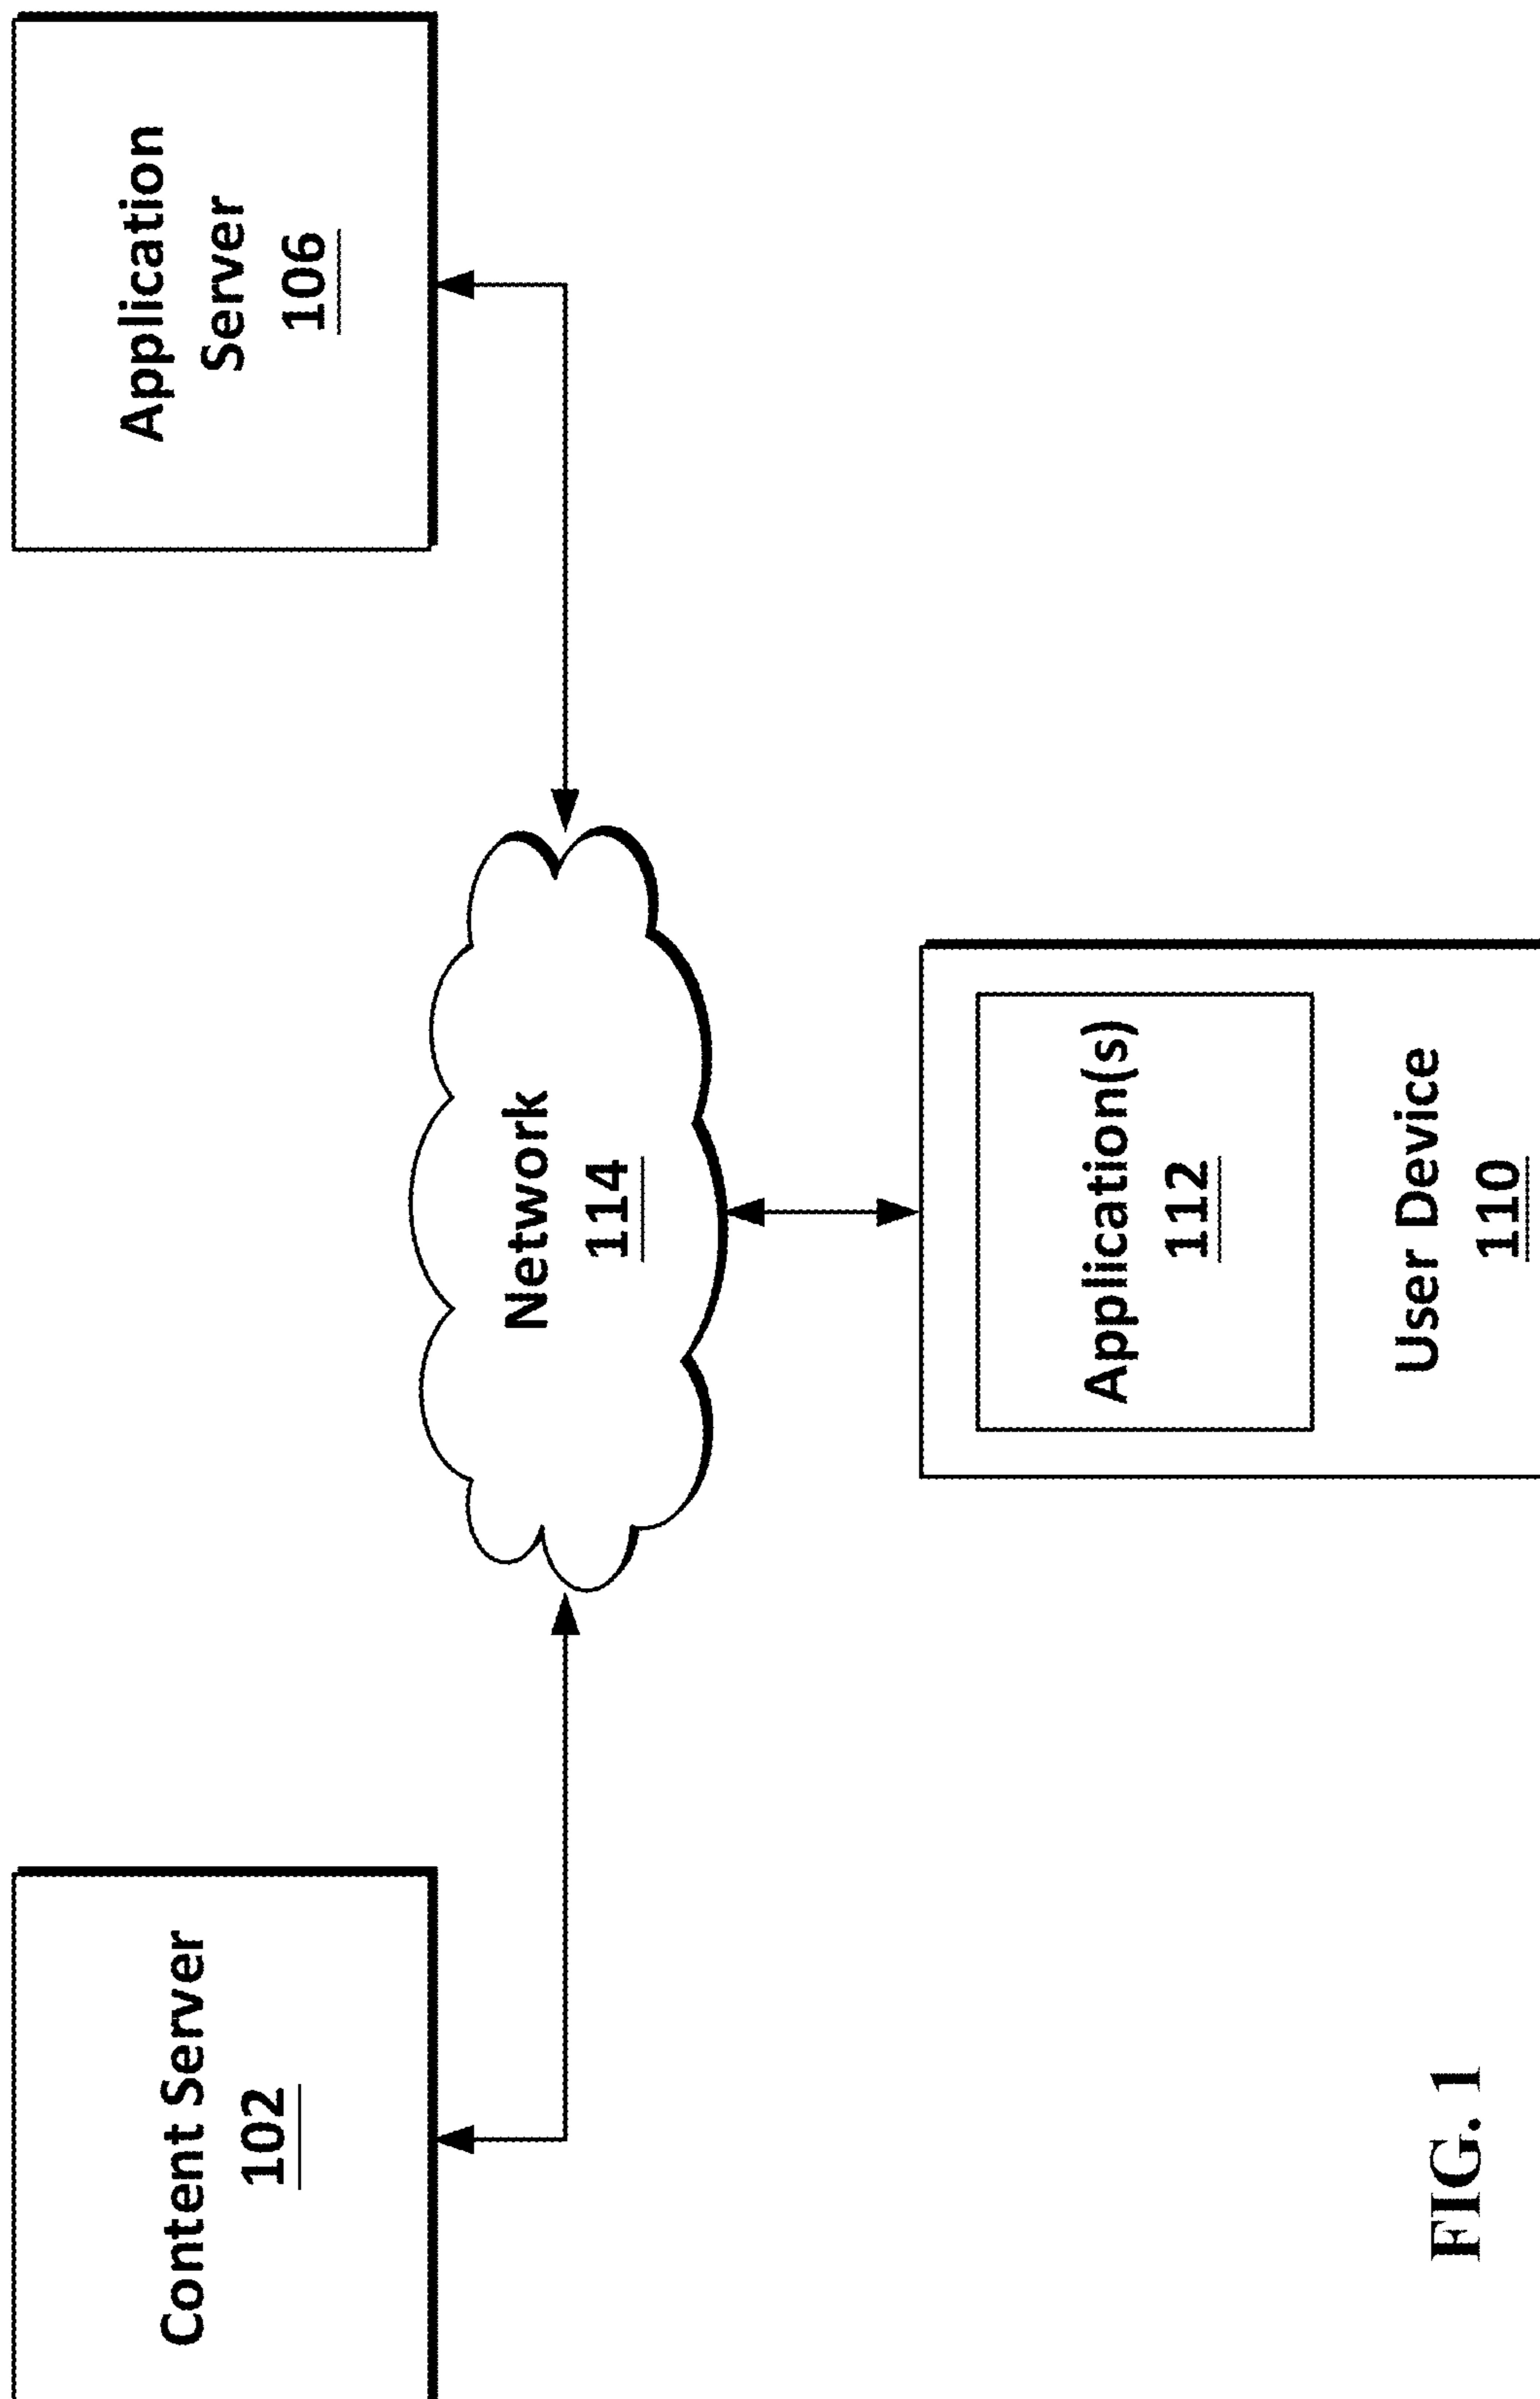 Content Server
102
Application
Server
106
Network
114
Application(s)
112
User Device
110
FIG. 1